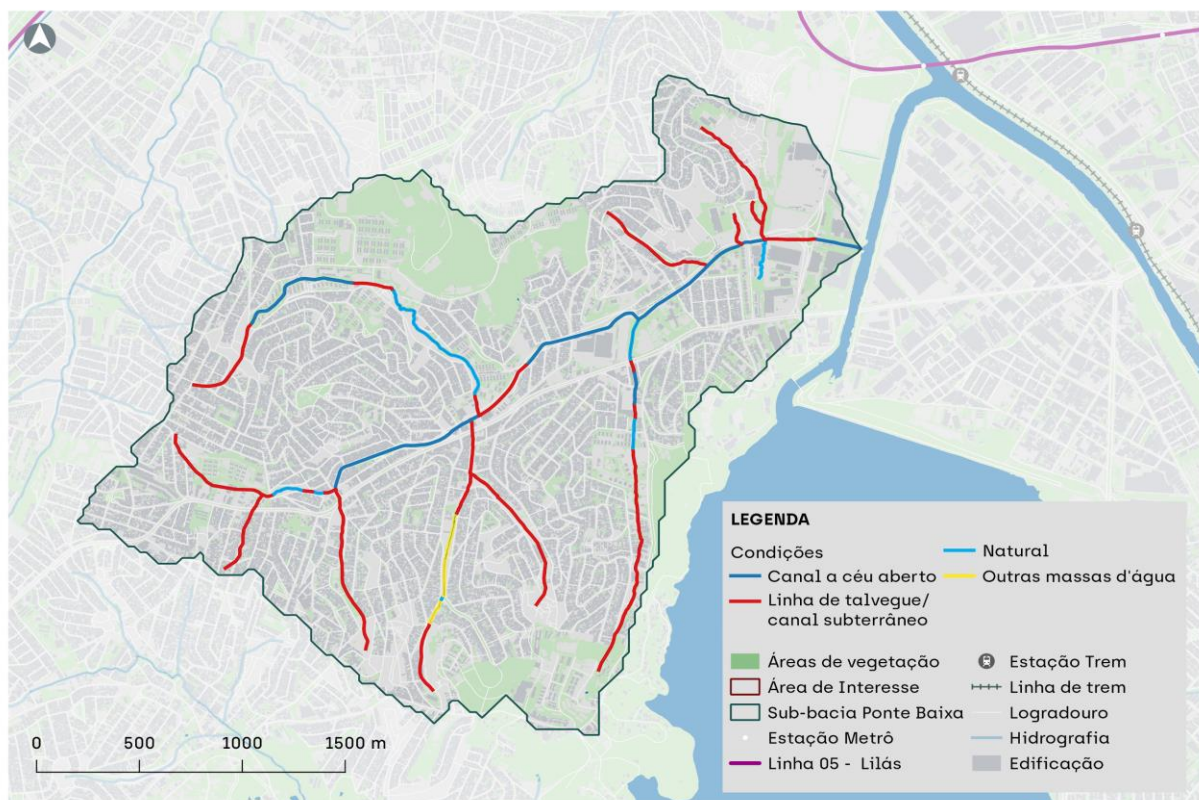 LEGENDA
Condições
Canal a céu aberto
Linha de talvegue/
canal subterrâneo
Natural
Outras massas d'água
Áreas de vegetação
Área de Interesse
Sub-bacia Ponte Baixa
Estação Metrô
Linha 05 - Lilás
Estação Trem
Linha de trem
Logradouro
Hidrografia
Edificação
0 500 1000 1500 m